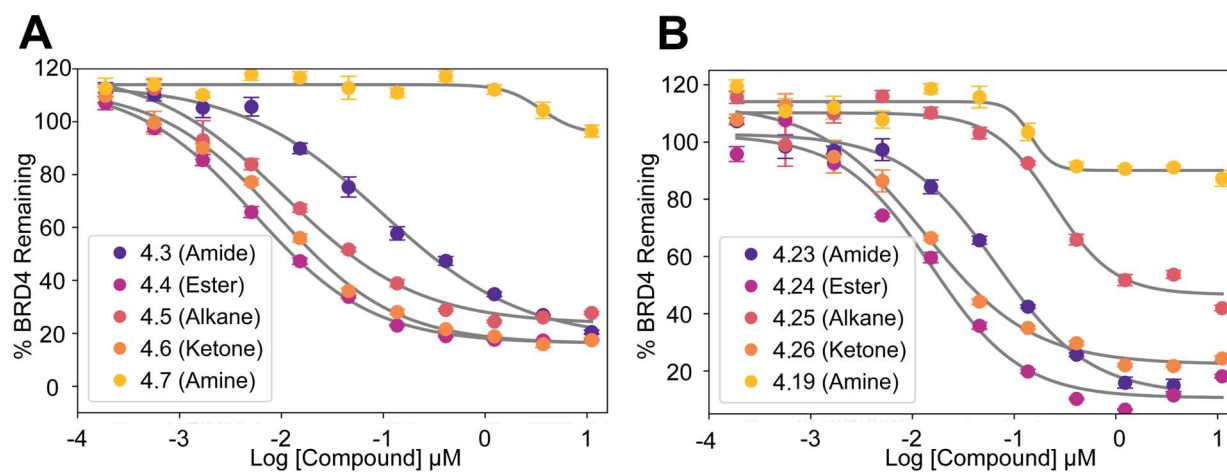 A
% BRD4 Remaining
120
100
80
60
40
20
0
4.3 (Amide)
4.4 (Ester)
4.5 (Alkane)
4.6 (Ketone)
4.7 (Amine)
-4
-3
-2
-1
0
1
Log [Compound] µM
B
% BRD4 Remaining
120
100
80
60
40
20
4.23 (Amide)
4.24 (Ester)
4.25 (Alkane)
4.26 (Ketone)
4.19 (Amine)
-4
-3
-2
-1
0
1
Log [Compound] µM